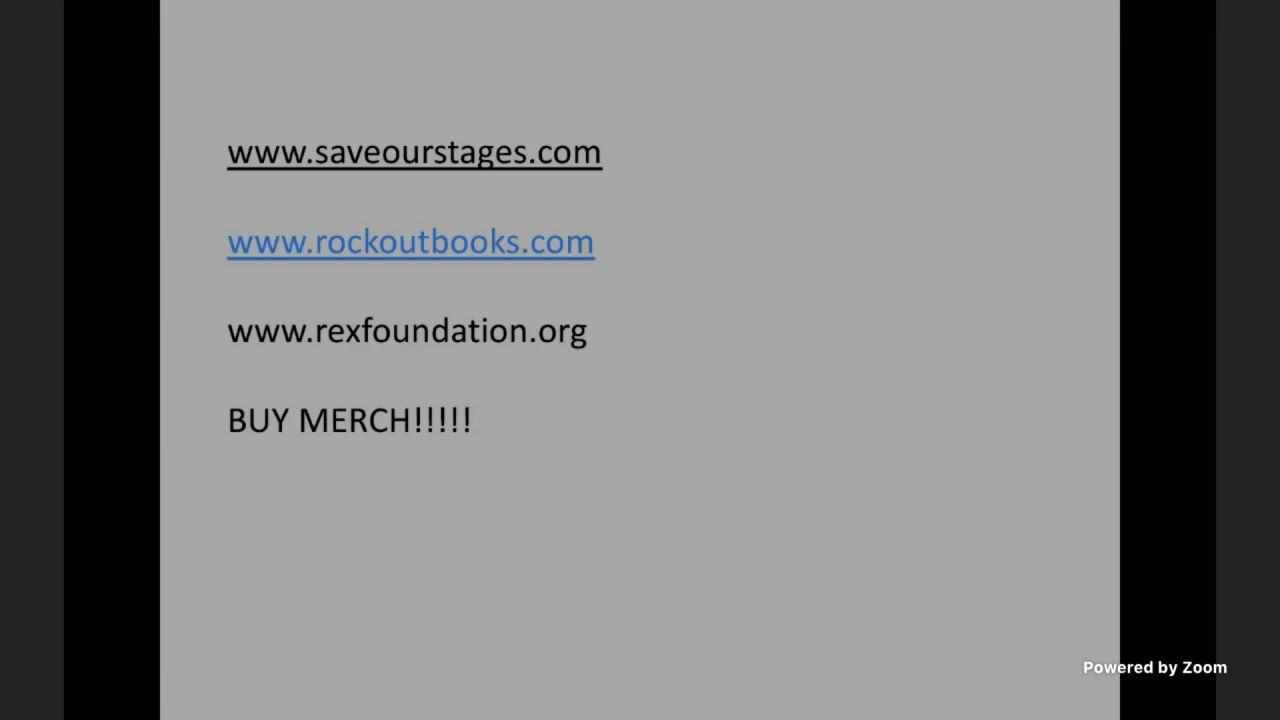 www.saveourstages.com
www.rockoutbooks.com
www.rexfoundation.org
BUY MERCH!!!!!
Powered by Zoom